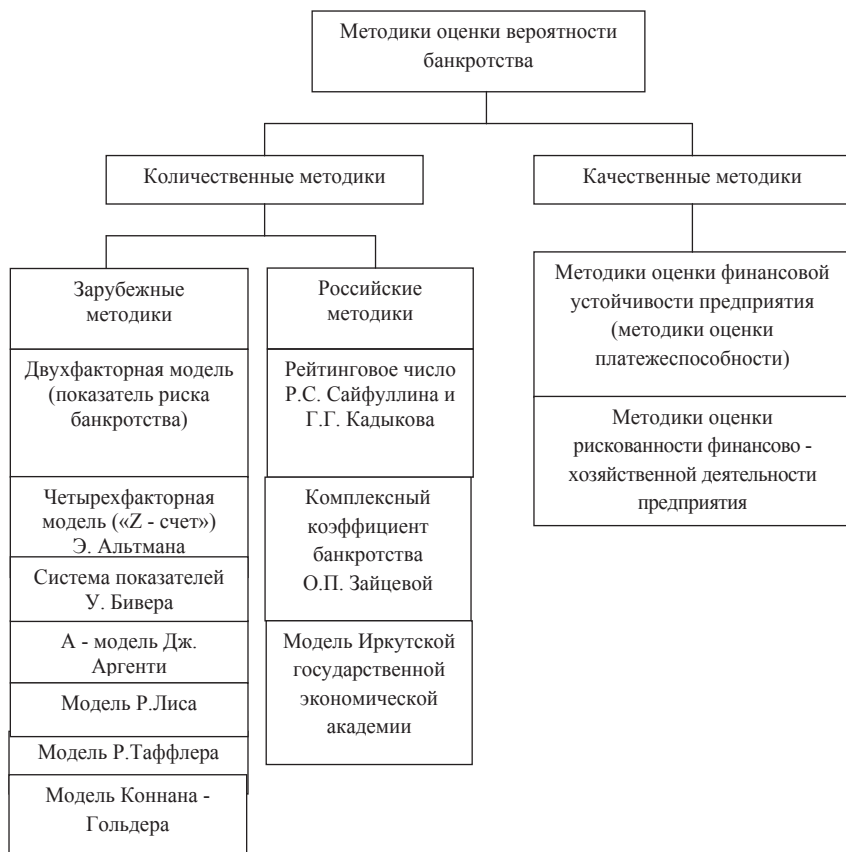 Методики оценки вероятности
банкротства
Количественные методики
Качественные методики
Зарубежные
методики
Двухфакторная модель
(показатель риска
банкротства)
Четырехфакторная
модель («Z - счет»)
Э. Альтмана
Система показателей
У. Бивера
А - модель Дж.
Аргенти
Модель Р.Лиса
Модель Р.Таффлера
Модель Коннана -
Гольдера
Российские
методики
Рейтинговое число
Р.С. Сайфуллина и
Г.Г. Кадыкова
Комплексный
коэффициент
банкротства
О.П. Зайцевой
Модель Иркутской
государственной
экономической
академии
Методики оценки финансовой
устойчивости предприятия
(методики оценки
платежеспособности)
Методики оценки
рискованности финансово -
хозяйственной деятельности
предприятия